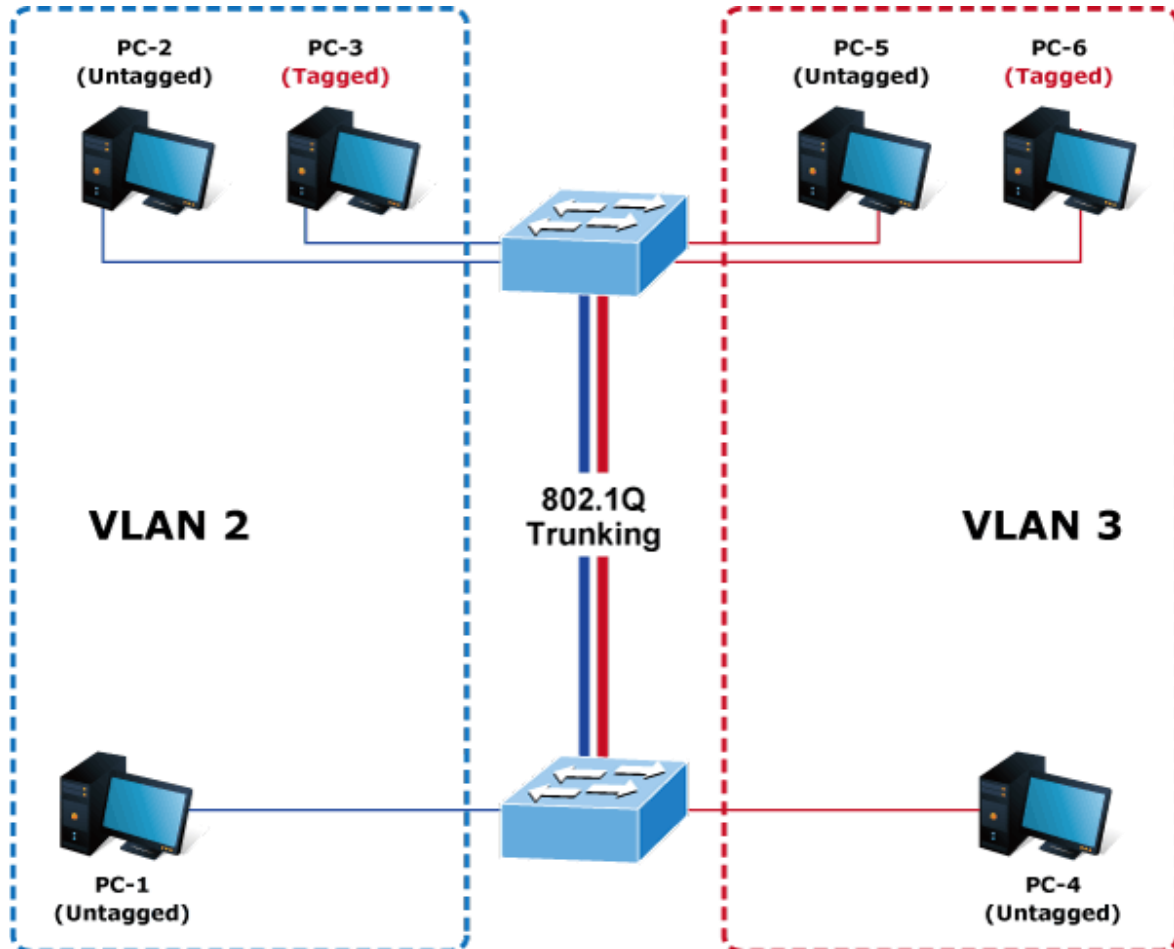 PC-2
(Untagged)
PC-3
(Tagged)
PC-5
(Untagged)
PC-6
(Tagged)
802.1Q
Trunking
VLAN 2
VLAN 3
PC-1
(Untagged)
PC-4
(Untagged)